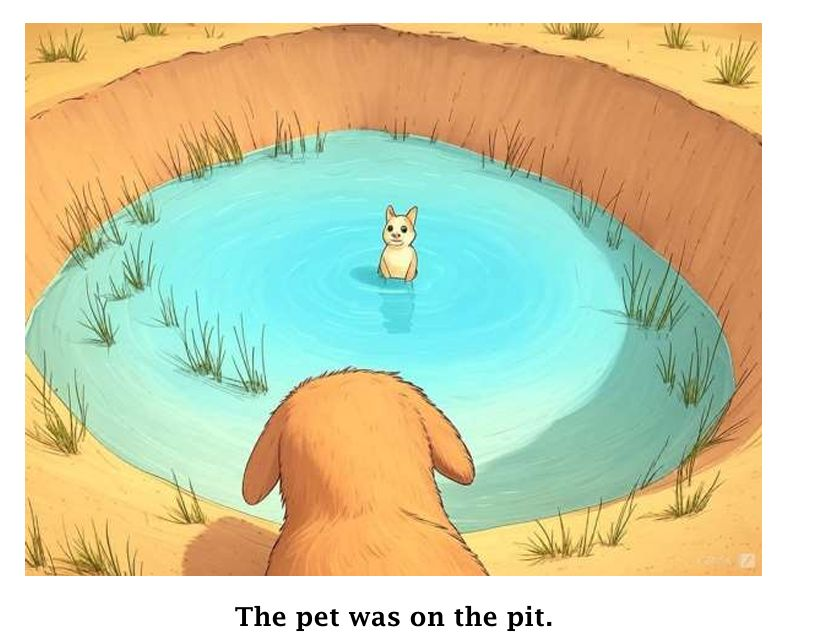 The pet was on the pit.